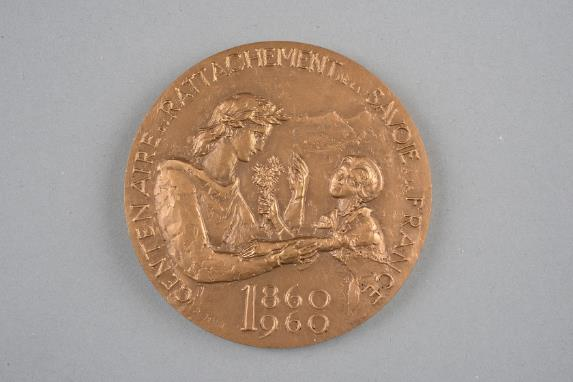 CENTENAIRE DU RATTACHEMENT DE LA SAVOIE A LA FRANCE
1860
1960